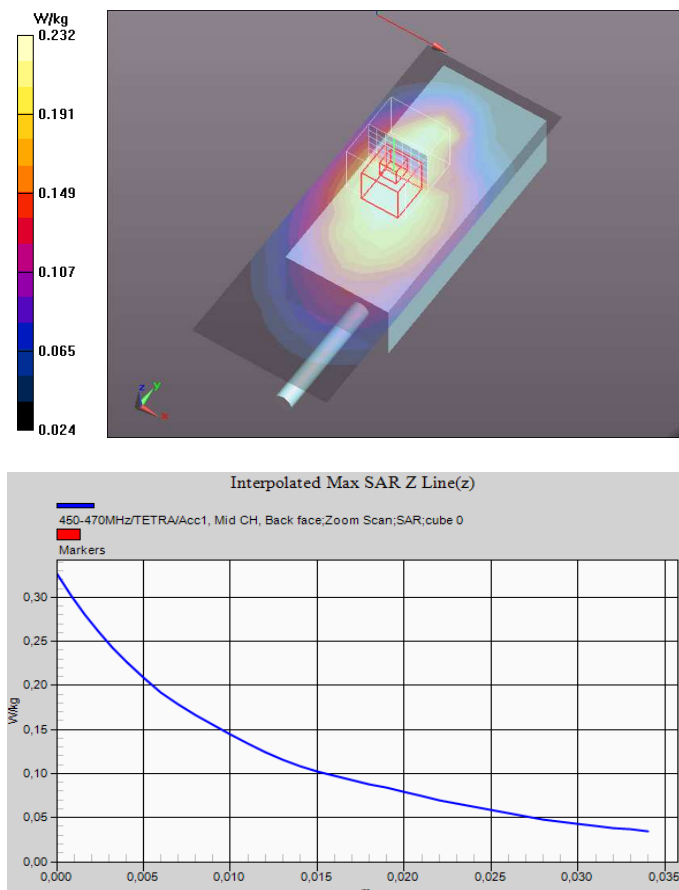 W/kg
0.232
0.191
0.149
0.107
0.065
0.024
z
y
x
Interpolated Max SAR Z Line(z)
450-470MHz/TETRA/Acc1, Mid CH, Back face;Zoom Scan;SAR;cube 0
Markers
0,30
0,25
0,20
0,15
0,10
0,05
0,00
W/kg
0,000 0,005 0,010 0,015 0,020 0,025 0,030 0,035